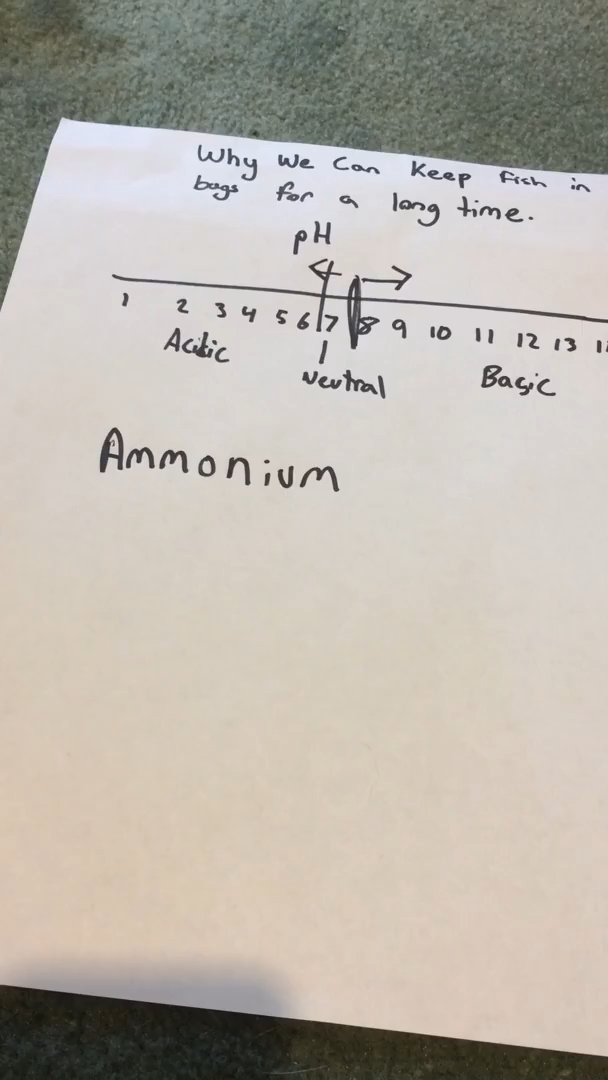 Why We Can Keep fish in
bags for a long time.
pH
1 2 3 4 5 6 7 8 9 10 11 12 13
Acidic
Neutral
Basic
Ammonium